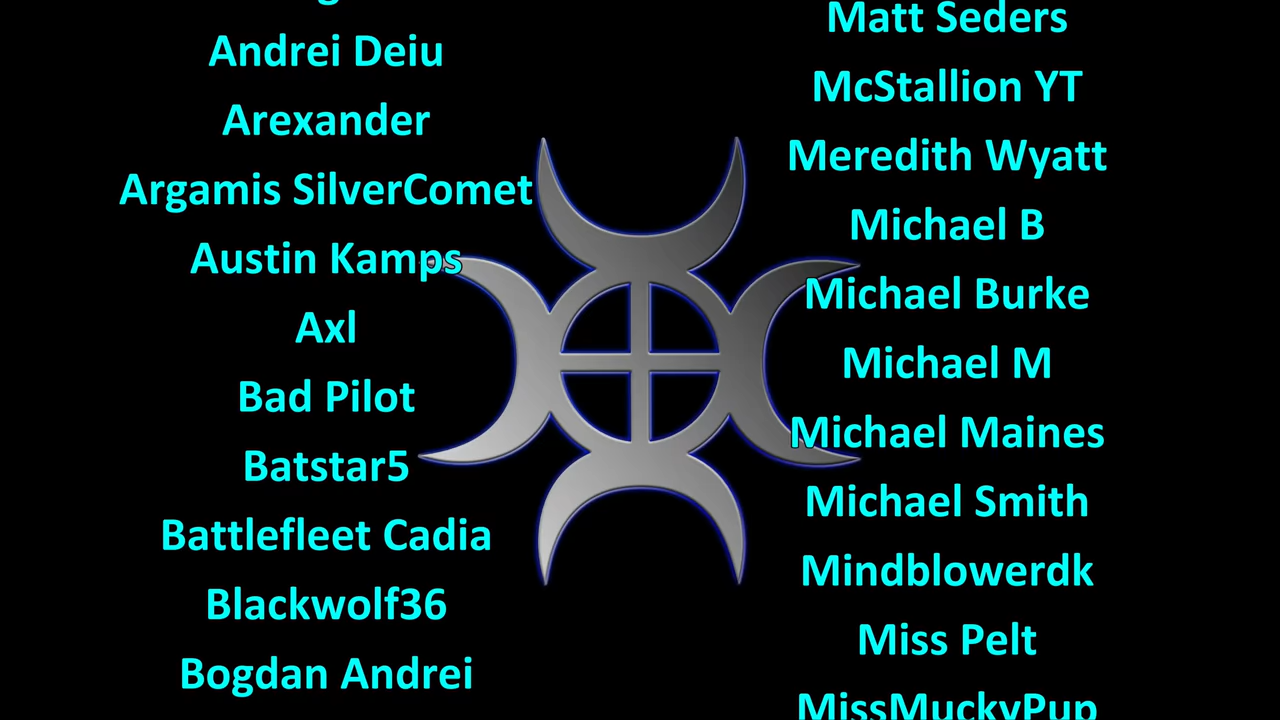 Andrei Deiu
Arexander
Argamis SilverComet
Austin Kamps
Axl
Bad Pilot
Batstar5
Battlefleet Cadia
Blackwolf36
Bogdan Andrei
Matt Seders
McStallion YT
Meredith Wyatt
Michael B
Michael Burke
Michael M
Michael Maines
Michael Smith
Mindblowerdk
Miss Pelt
MissMuckyPup